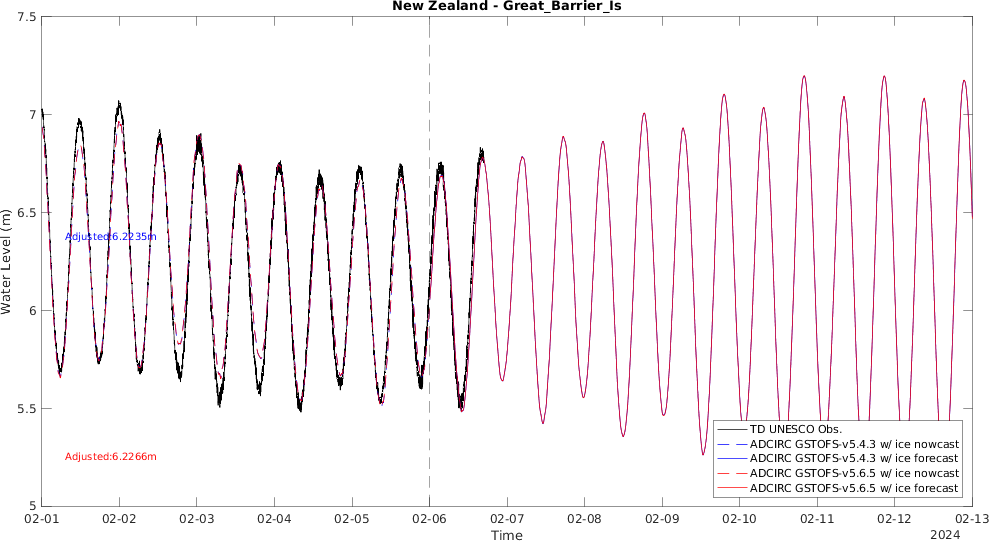 New Zealand - Great_Barrier_Is
7.5
7
6.5
6
5.5
5
Water Level (m)
Adjusted:6.2235m
Adjusted:6.2266m
TD UNESCO Obs.
ADCIRC GSTOFS-v5.4.3 w/ ice nowcast
ADCIRC GSTOFS-v5.4.3 w/ ice forecast
ADCIRC GSTOFS-v5.6.5 w/ ice nowcast
ADCIRC GSTOFS-v5.6.5 w/ ice forecast
02-01 02-02 02-03 02-04 02-05 02-06 02-07 02-08 02-09 02-10 02-11 02-12 02-13
Time
2024